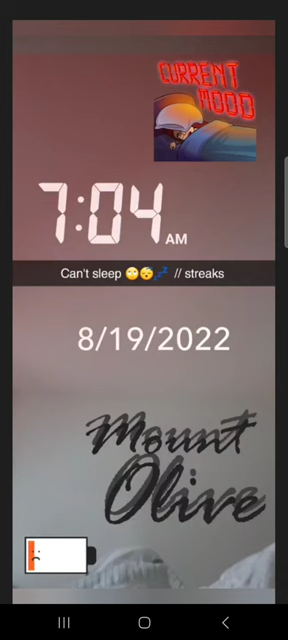 CURRENT
MOOD
7:04 AM
Can't sleep 🙄😴💤 // streaks
8/19/2022
Mount
Olive